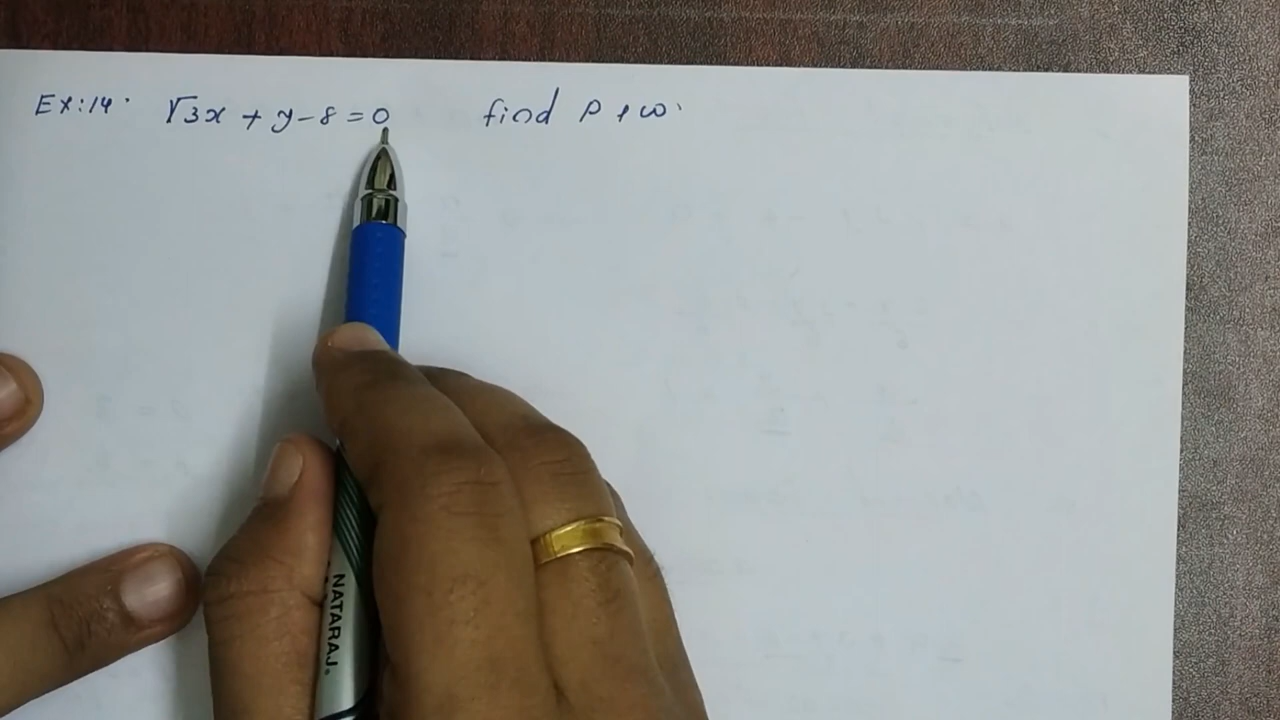 Ex:14. √3x + y - 8 = 0 find P, ω.
NATARAJ